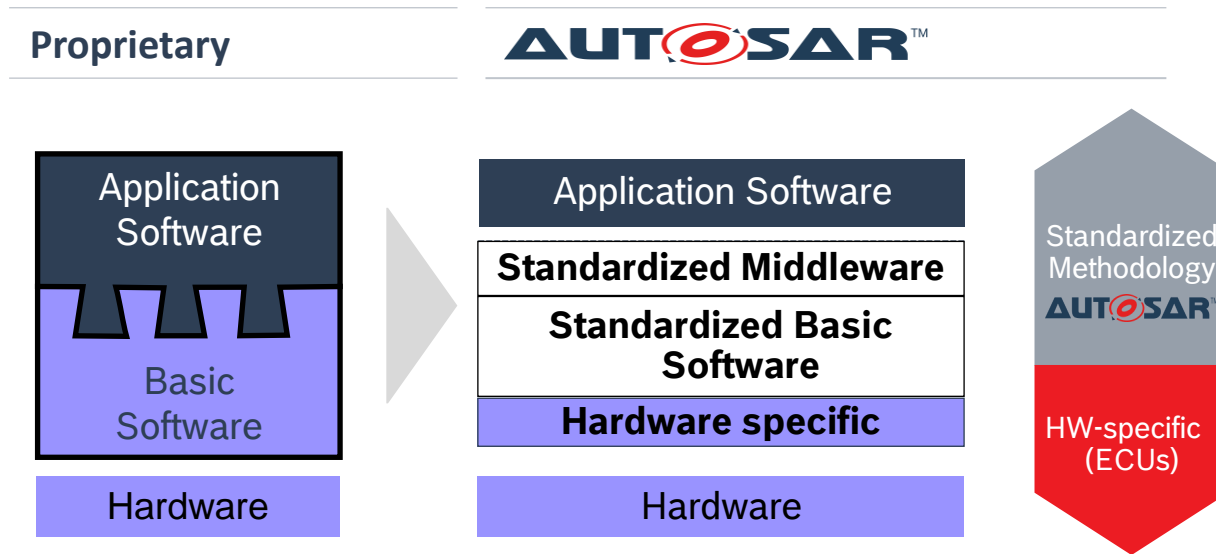 Proprietary
AUTOSAR™
Application
Software
Basic
Software
Hardware
Application Software
Standardized Middleware
Standardized Basic
Software
Hardware specific
Hardware
Standardized
Methodology
AUTOSAR™
HW-specific
(ECUs)